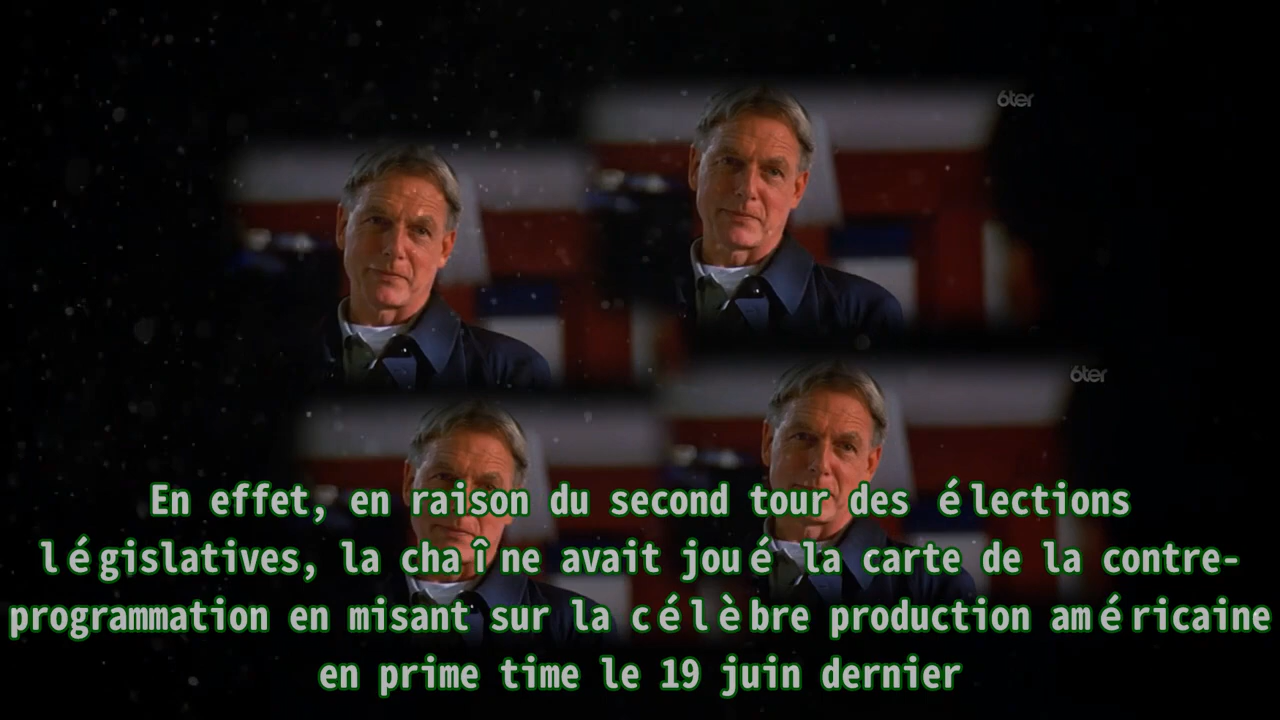 6ter
6ter
En effet, en raison du second tour des élections
législatives, la chaîne avait joué la carte de la contre-
programmation en misant sur la célèbre production américaine
en prime time le 19 juin dernier